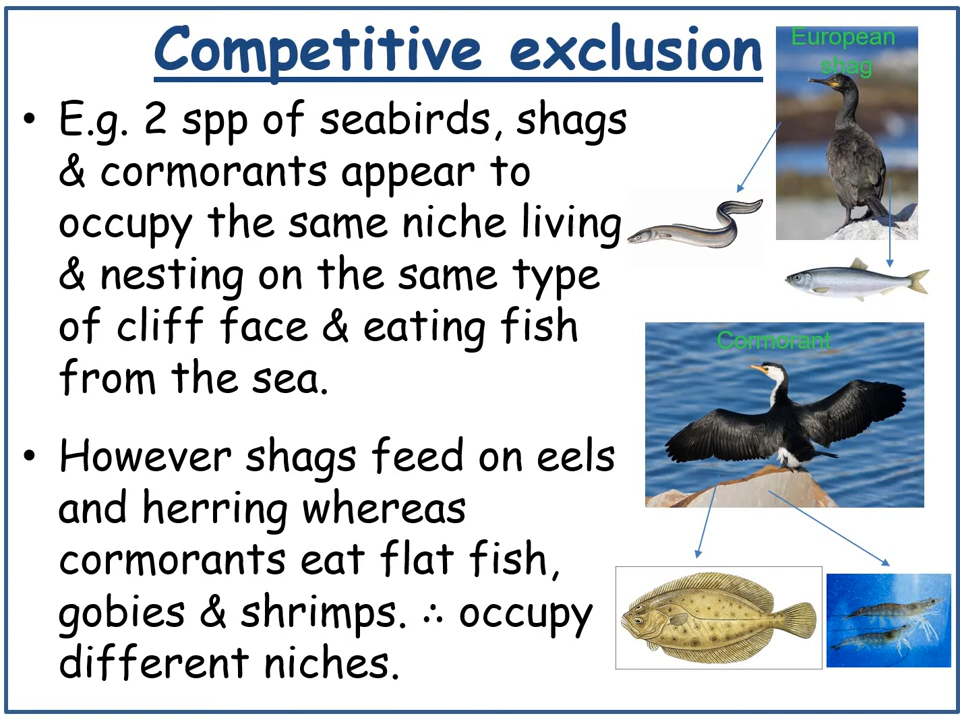 Competitive exclusion
European
shag
• E.g. 2 spp of seabirds, shags
& cormorants appear to
occupy the same niche living
& nesting on the same type
of cliff face & eating fish
from the sea.
Cormorant
• However shags feed on eels
and herring whereas
cormorants eat flat fish,
gobies & shrimps. ∴ occupy
different niches.